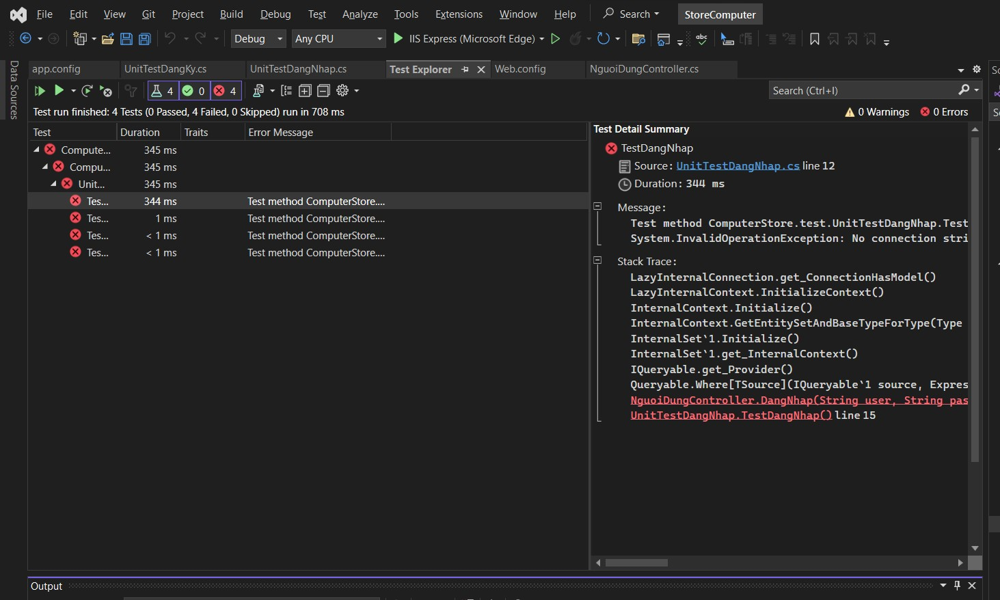 File Edit View Git Project Build Debug Test Analyze Tools Extensions Window Help Search StoreComputer
Debug Any CPU IIS Express (Microsoft Edge) abc
Data Sources
app.config UnitTestDangKy.cs UnitTestDangNhap.cs Test Explorer Web.config NguoiDungController.cs
4 0 4 Search (Ctrl+I)
Test run finished: 4 Tests (0 Passed, 4 Failed, 0 Skipped) run in 708 ms 0 Warnings 0 Errors
Test Duration Traits Error Message
Compute... 345 ms
Compu... 345 ms
Unit... 345 ms
Tes... 344 ms Test method ComputerStore....
Tes... 1 ms Test method ComputerStore....
Tes... < 1 ms Test method ComputerStore....
Tes... < 1 ms Test method ComputerStore....
Test Detail Summary
TestDangNhap
Source: UnitTestDangNhap.cs line 12
Duration: 344 ms
Message:
Test method ComputerStore.test.UnitTestDangNhap.Test
System.InvalidOperationException: No connection stri
Stack Trace:
LazyInternalConnection.get_ConnectionHasModel()
LazyInternalContext.InitializeContext()
InternalContext.Initialize()
InternalContext.GetEntitySetAndBaseTypeForType(Type
InternalSet`1.Initialize()
InternalSet`1.get_InternalContext()
IQueryable.get_Provider()
Queryable.Where[TSource](IQueryable`1 source, Expres
NguoiDungController.DangNhap(String user, String pas
UnitTestDangNhap.TestDangNhap() line 15
Output